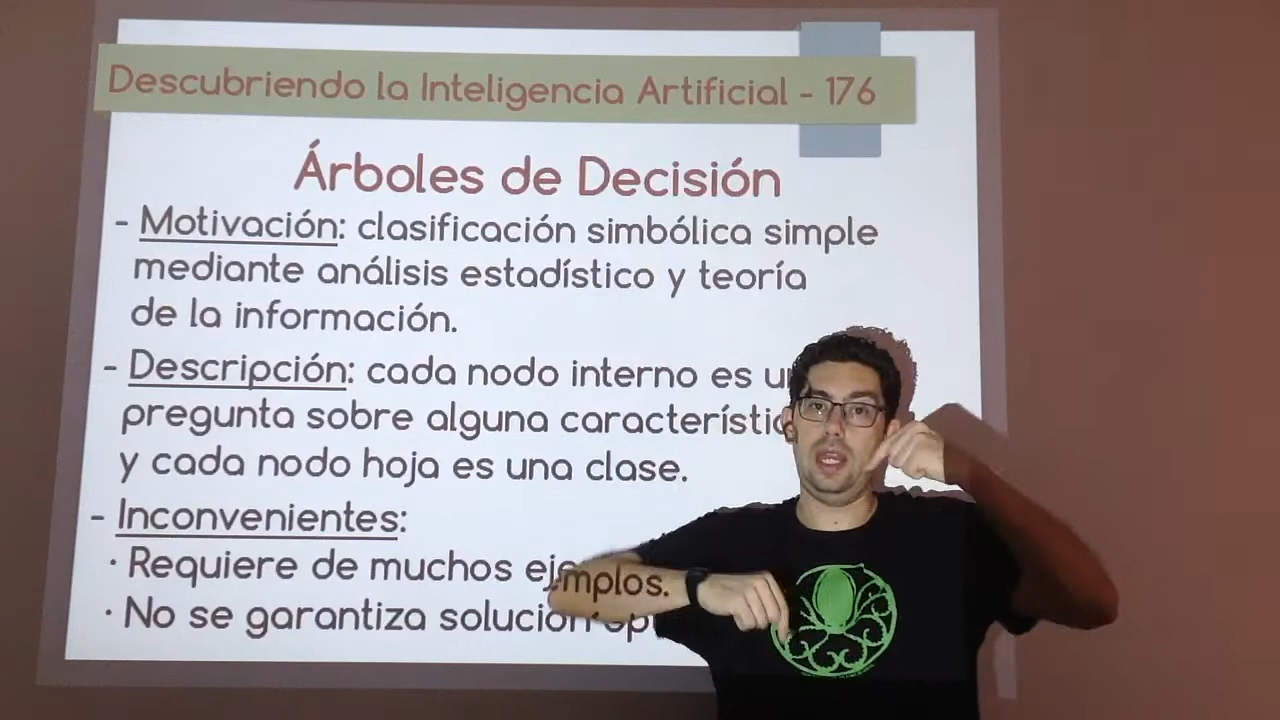 Descubriendo la Inteligencia Artificial - 176
Árboles de Decisión
- Motivación: clasificación simbólica simple
mediante análisis estadístico y teoría
de la información.
- Descripción: cada nodo interno es
pregunta sobre alguna
y cada nodo hoja es una clase.
- Inconvenientes:
· Requiere de muchos ejemplos.
· No se garantiza solución